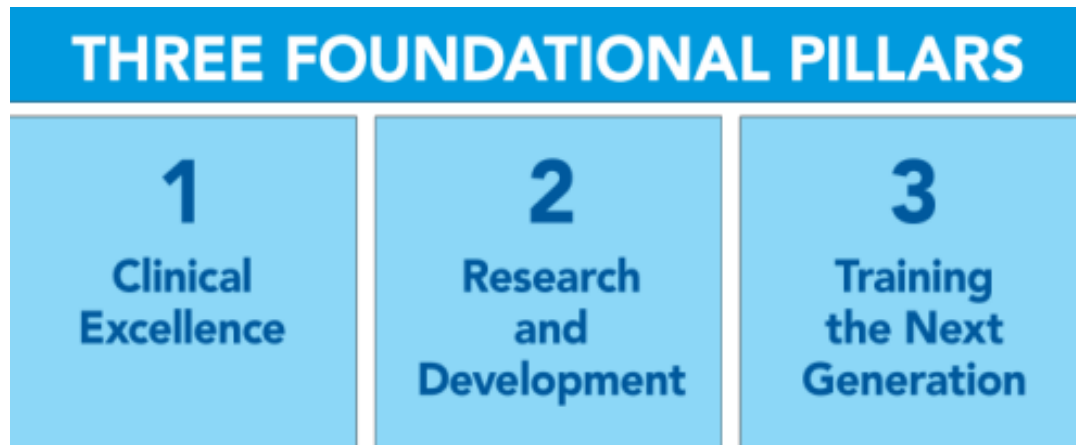 THREE FOUNDATIONAL PILLARS
1
Clinical
Excellence
2
Research
and
Development
3
Training
the Next
Generation